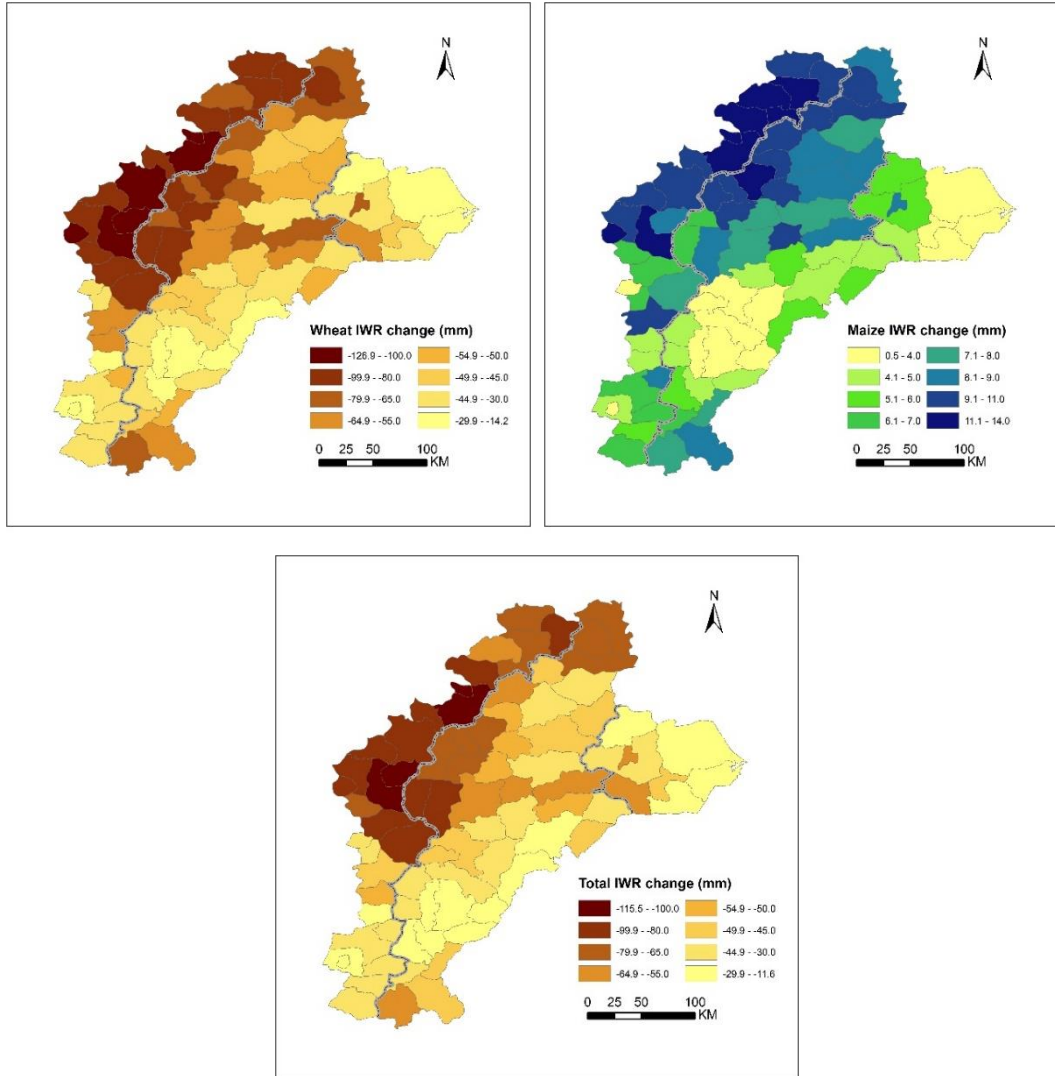 N
Wheat IWR change (mm)
-126.9 - -100.0 -54.9 - -50.0
-99.9 - -80.0 -49.9 - -45.0
-79.9 - -65.0 -44.9 - -30.0
-64.9 - -55.0 -29.9 - -14.2
0 25 50 100
KM
N
Maize IWR change (mm)
0.5 - 4.0 7.1 - 8.0
4.1 - 5.0 8.1 - 9.0
5.1 - 6.0 9.1 - 11.0
6.1 - 7.0 11.1 - 14.0
0 25 50 100
KM
N
Total IWR change (mm)
-115.5 - -100.0 -54.9 - -50.0
-99.9 - -80.0 -49.9 - -45.0
-79.9 - -65.0 -44.9 - -30.0
-64.9 - -55.0 -29.9 - -11.6
0 25 50 100
KM